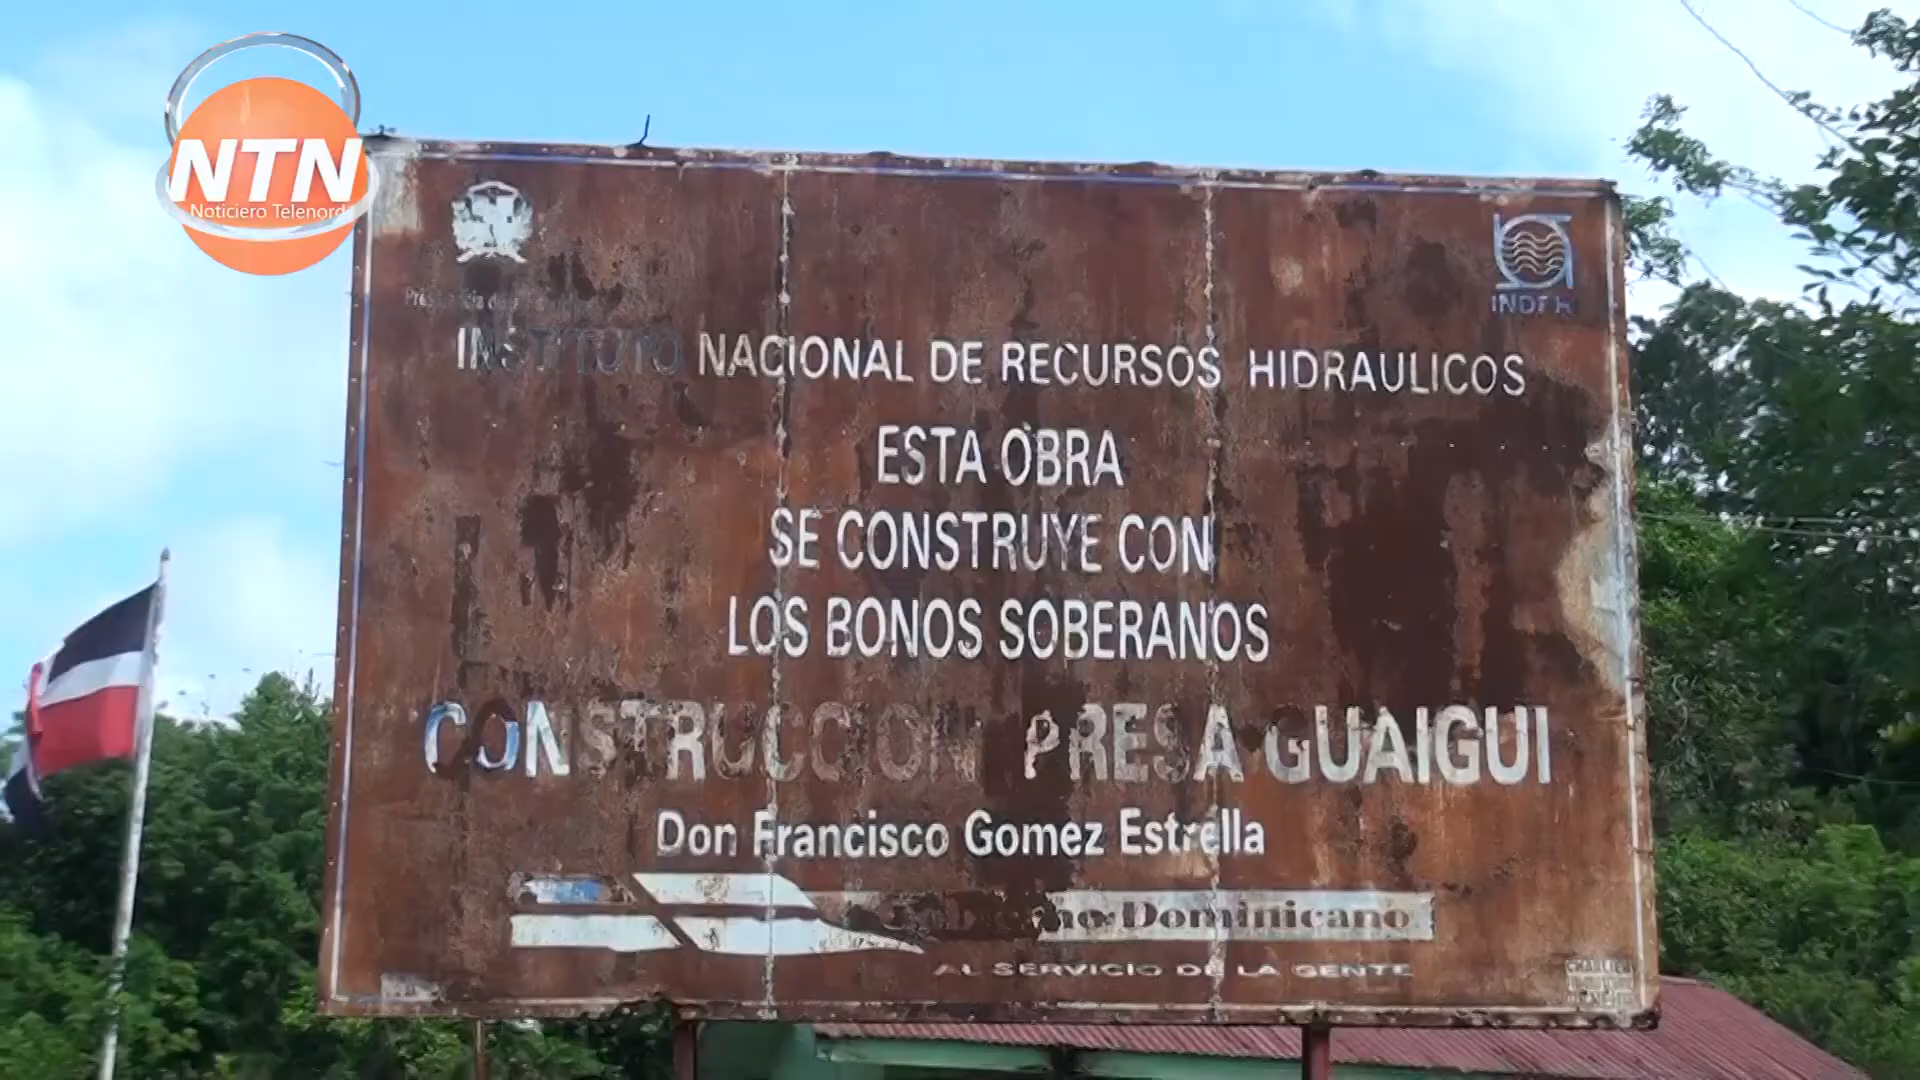 NTN
Noticiero Telenord
INDRHI
INSTITUTO NACIONAL DE RECURSOS HIDRAULICOS
ESTA OBRA
SE CONSTRUYE CON
LOS BONOS SOBERANOS
CONSTRUCCION PRESA GUAIGUI
Don Francisco Gomez Estrella
Gobierno Dominicano
AL SERVICIO DE LA GENTE